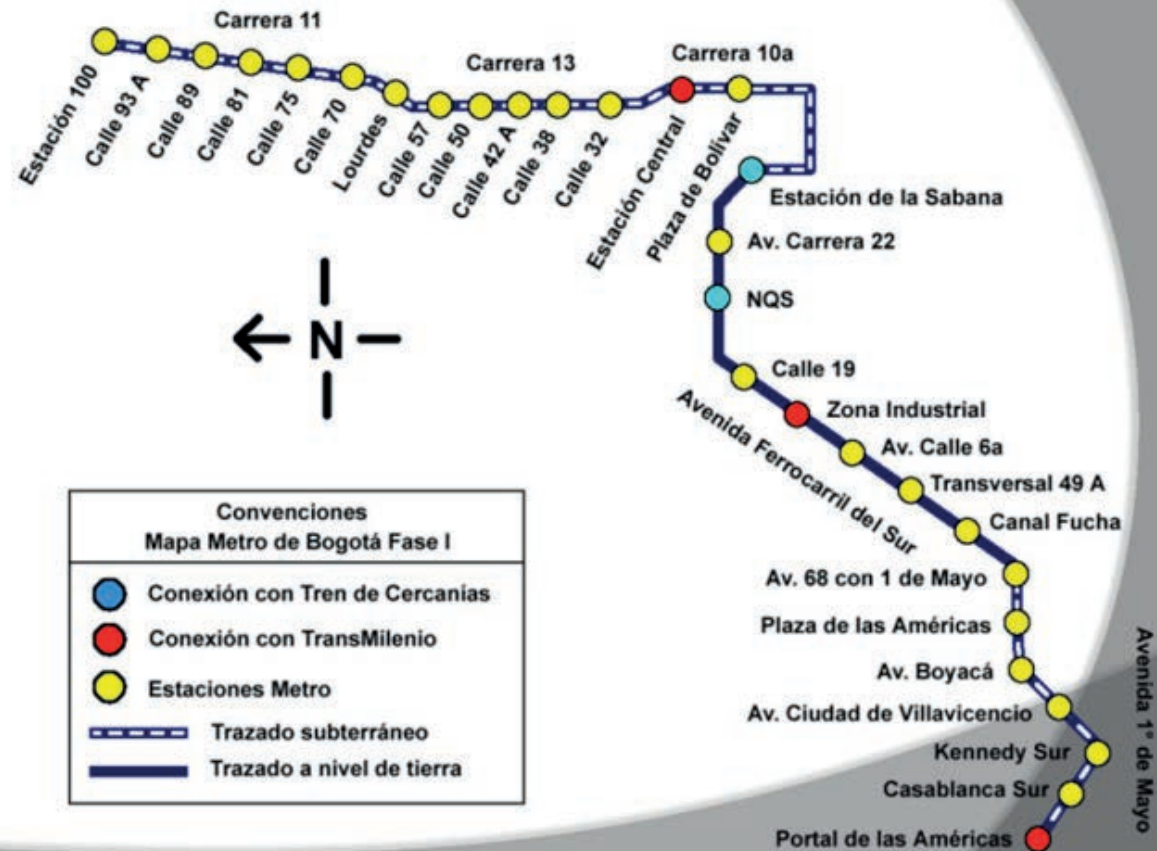 Carrera 11
Carrera 13
Carrera 10a
Estación 100
Calle 93 A
Calle 89
Calle 81
Calle 75
Calle 70
Lourdes
Calle 57
Calle 50
Calle 42 A
Calle 38
Calle 32
Estación Central
Plaza de Bolívar
Estación de la Sabana
Av. Carrera 22
NQS
N
Calle 19
Zona Industrial
Av. Calle 6a
Transversal 49 A
Canal Fucha
Avenida Ferrocarril del Sur
Av. 68 con 1 de Mayo
Plaza de las Américas
Av. Boyacá
Av. Ciudad de Villavicencio
Kennedy Sur
Casablanca Sur
Portal de las Américas
Avenida 1° de Mayo
Convenciones
Mapa Metro de Bogotá Fase I
Conexión con Tren de Cercanías
Conexión con TransMilenio
Estaciones Metro
Trazado subterráneo
Trazado a nivel de tierra